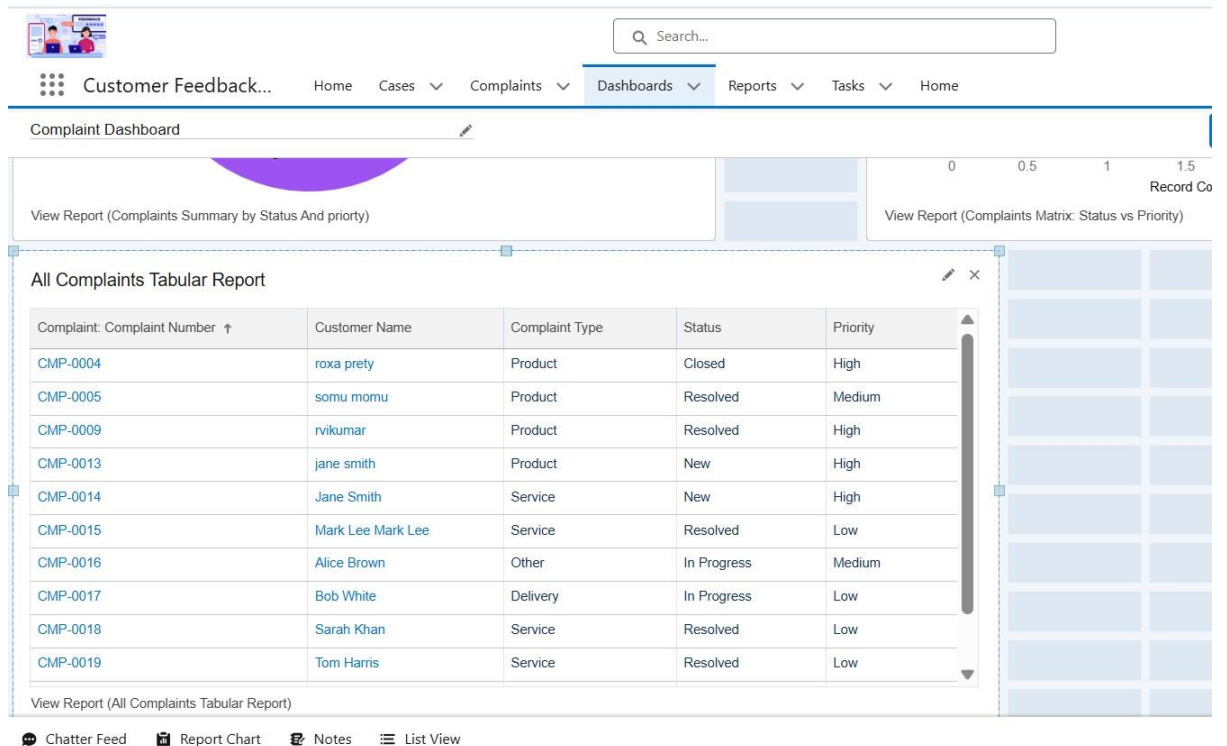 FEEDBACK
Search...
Customer Feedback... Home Cases Complaints Dashboards Reports Tasks Home
Complaint Dashboard
0 0.5 1 1.5
Record Co
View Report (Complaints Summary by Status And priorty) View Report (Complaints Matrix: Status vs Priority)
All Complaints Tabular Report
Complaint: Complaint Number ↑ Customer Name Complaint Type Status Priority
CMP-0004 roxa prety Product Closed High
CMP-0005 somu momu Product Resolved Medium
CMP-0009 rvikumar Product Resolved High
CMP-0013 jane smith Product New High
CMP-0014 Jane Smith Service New High
CMP-0015 Mark Lee Mark Lee Service Resolved Low
CMP-0016 Alice Brown Other In Progress Medium
CMP-0017 Bob White Delivery In Progress Low
CMP-0018 Sarah Khan Service Resolved Low
CMP-0019 Tom Harris Service Resolved Low
View Report (All Complaints Tabular Report)
Chatter Feed Report Chart Notes List View